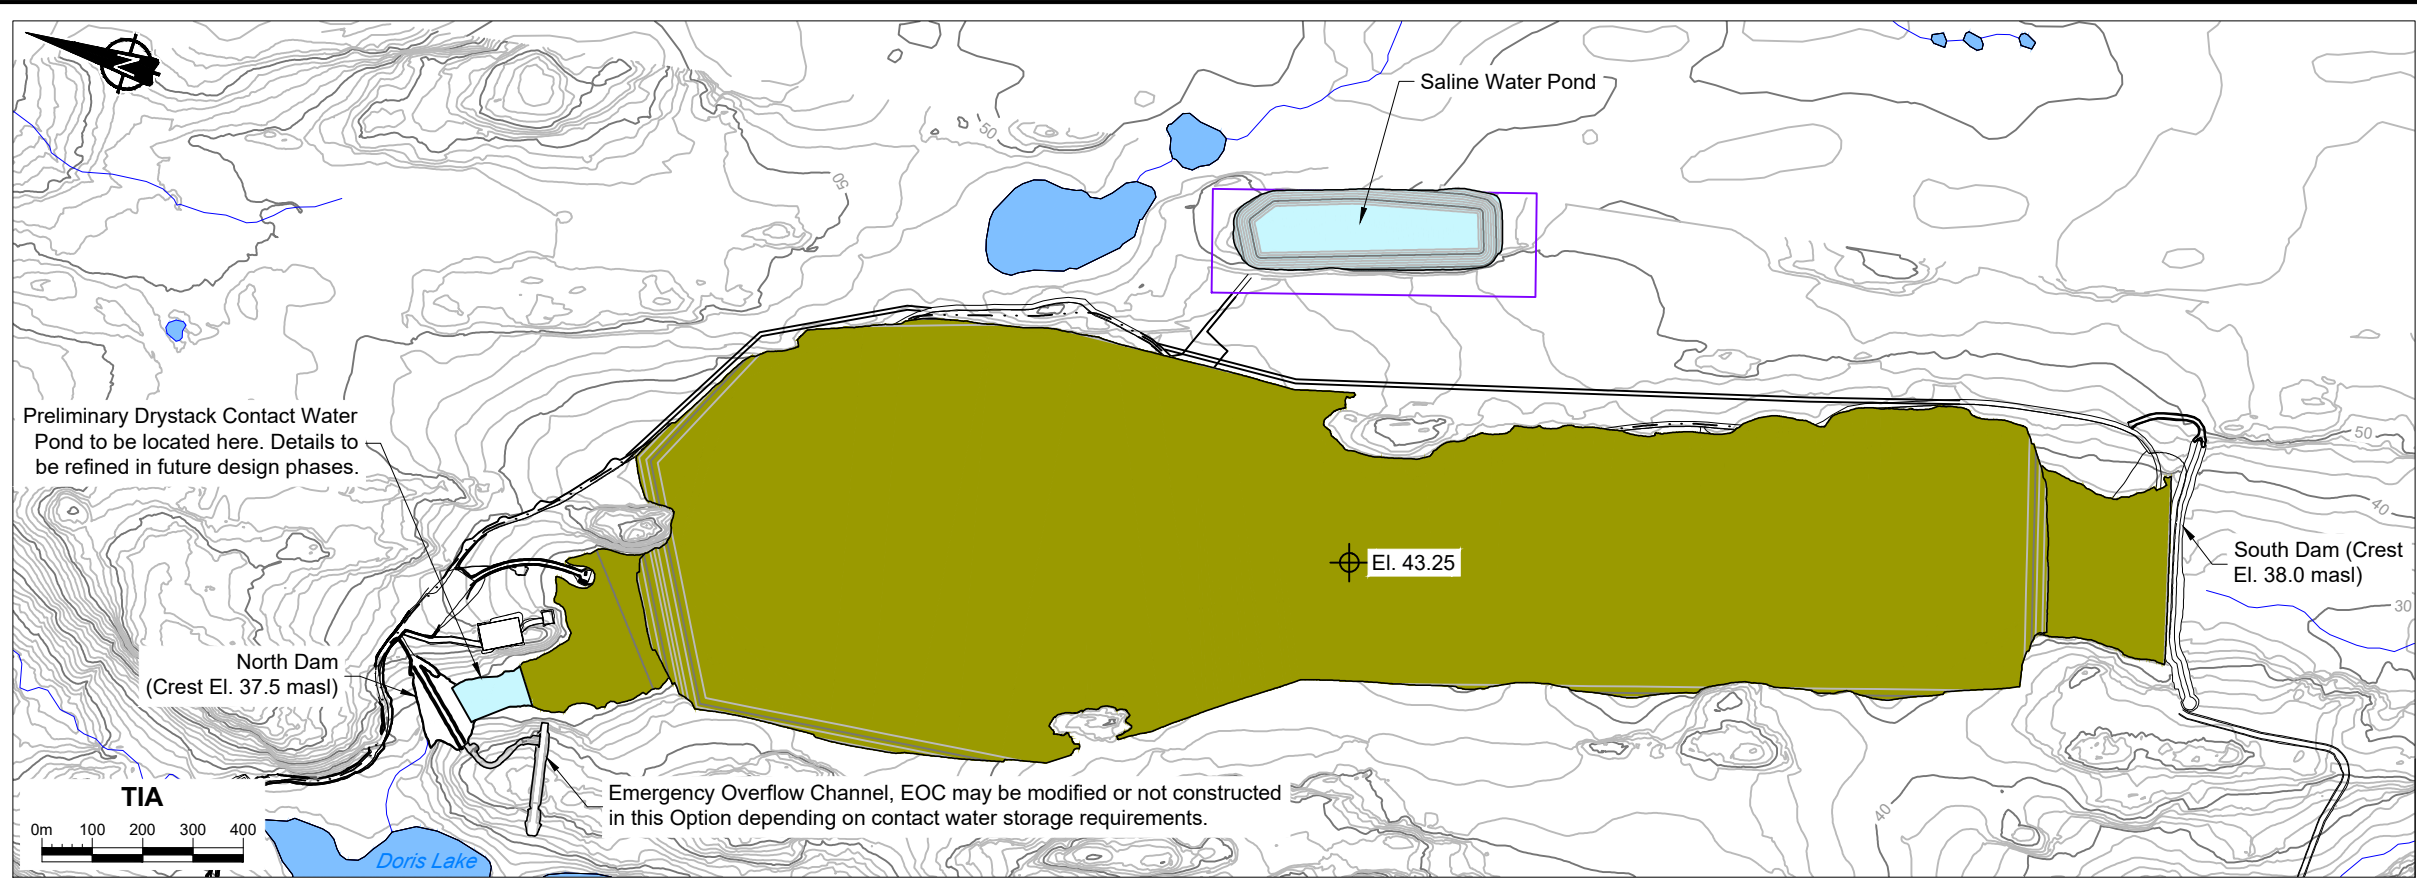 N
Saline Water Pond
50
50
Preliminary Drystack Contact Water
Pond to be located here. Details to
be refined in future design phases.
50
40
El. 43.25
South Dam (Crest
El. 38.0 masl)
30
North Dam
(Crest El. 37.5 masl)
Emergency Overflow Channel, EOC may be modified or not constructed
in this Option depending on contact water storage requirements.
40
TIA
0m 100 200 300 400
Doris Lake